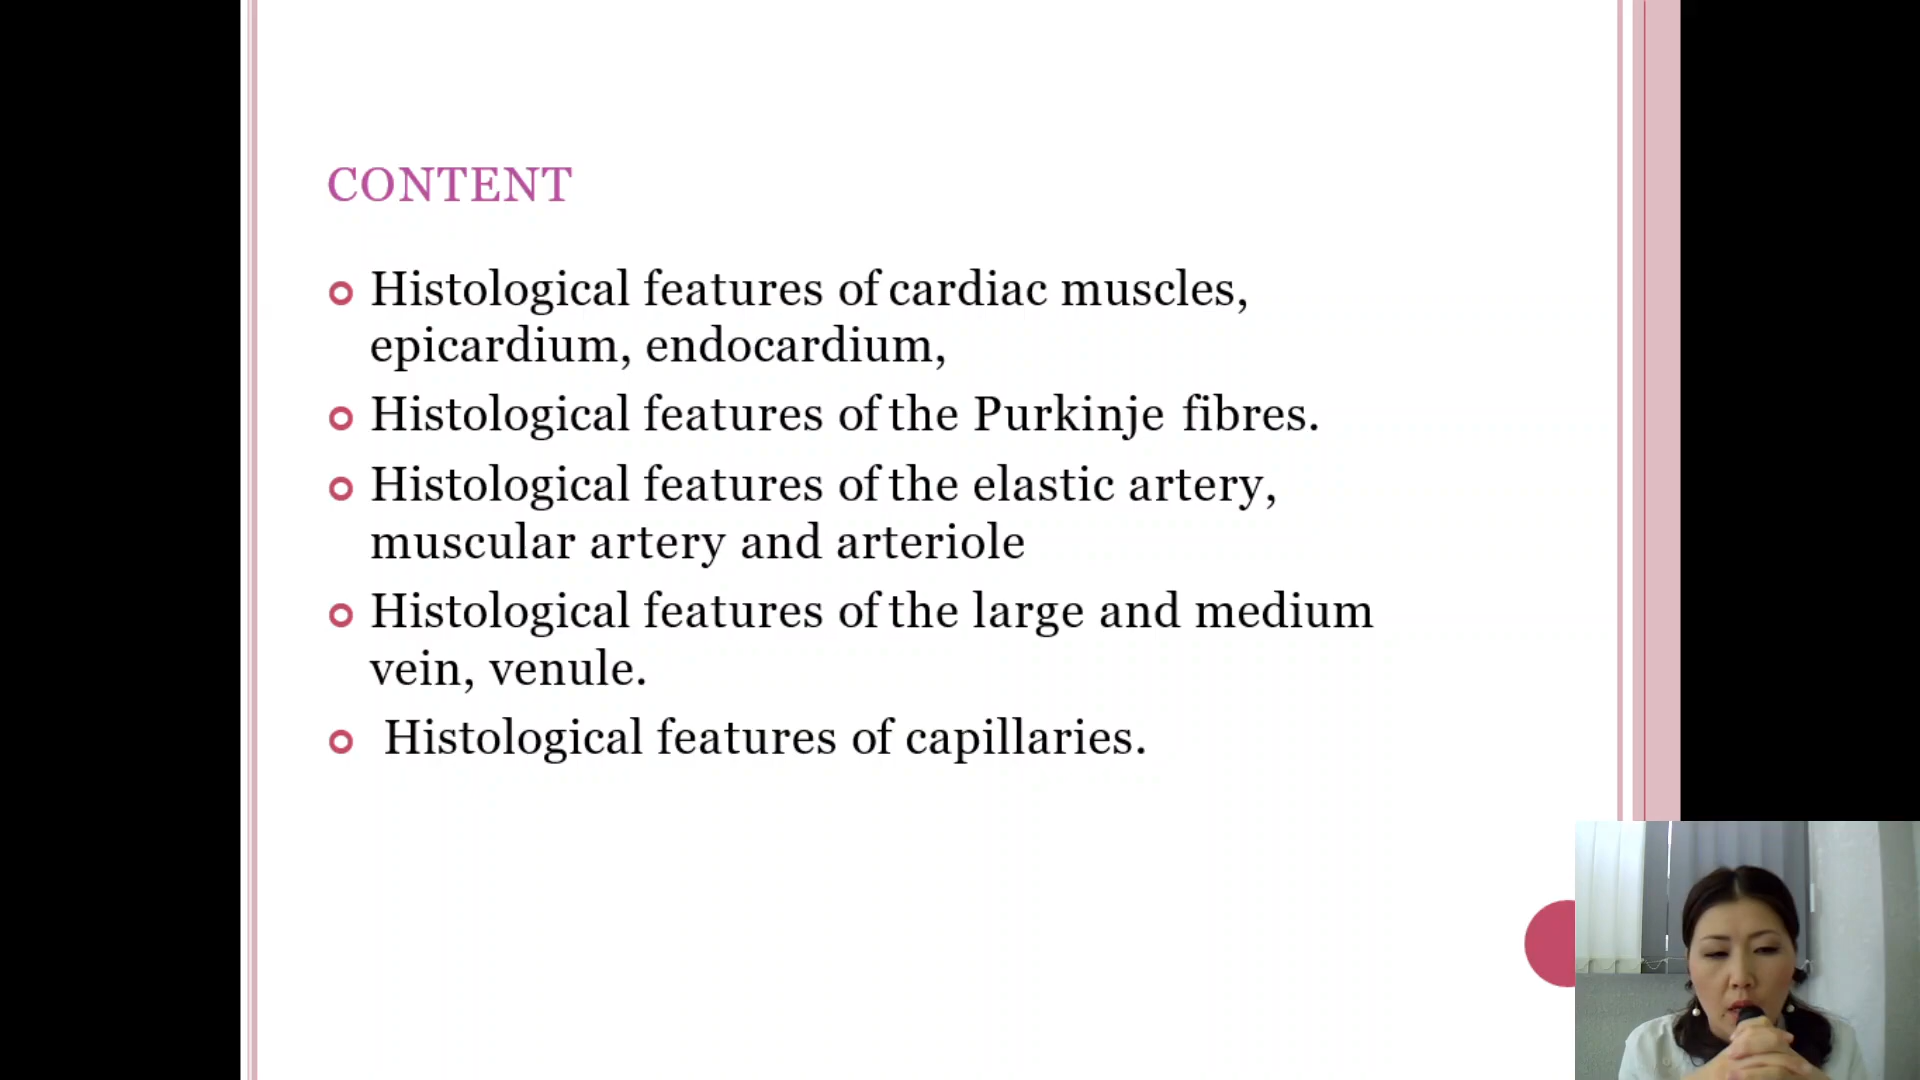 CONTENT
Histological features of cardiac muscles,
epicardium, endocardium,
Histological features of the Purkinje fibres.
Histological features of the elastic artery,
muscular artery and arteriole
Histological features of the large and medium
vein, venule.
Histological features of capillaries.